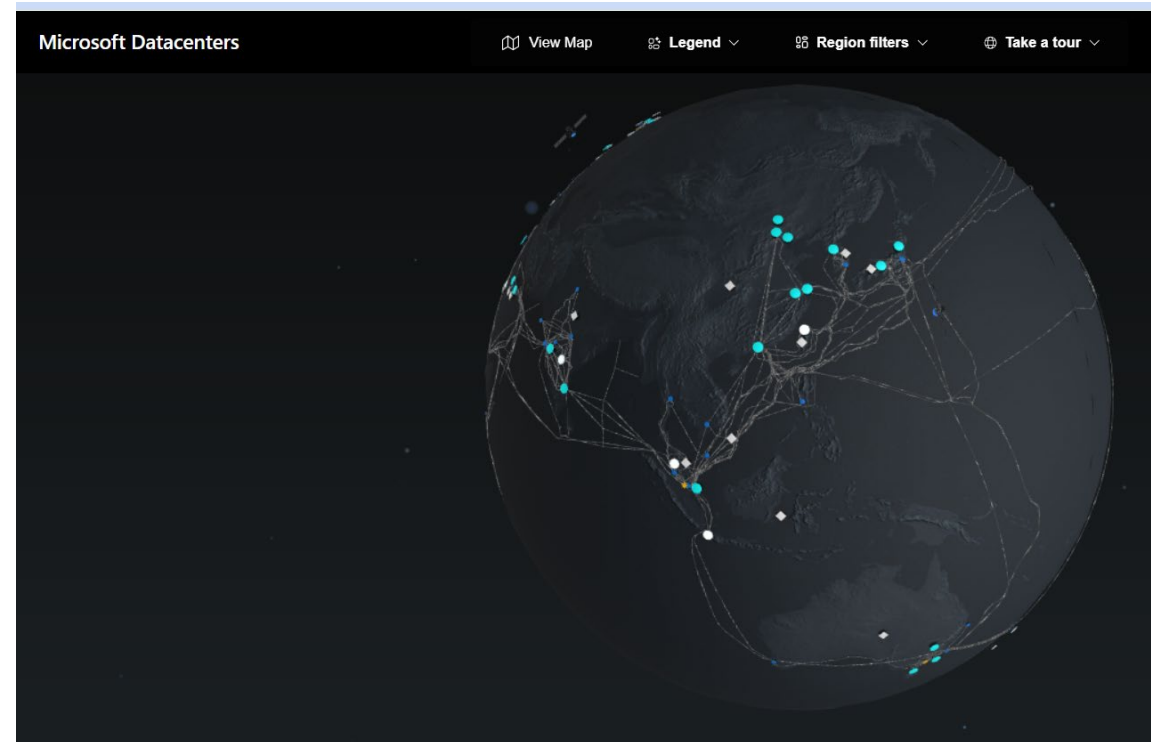 Microsoft Datacenters
View Map
Legend
Region filters
Take a tour